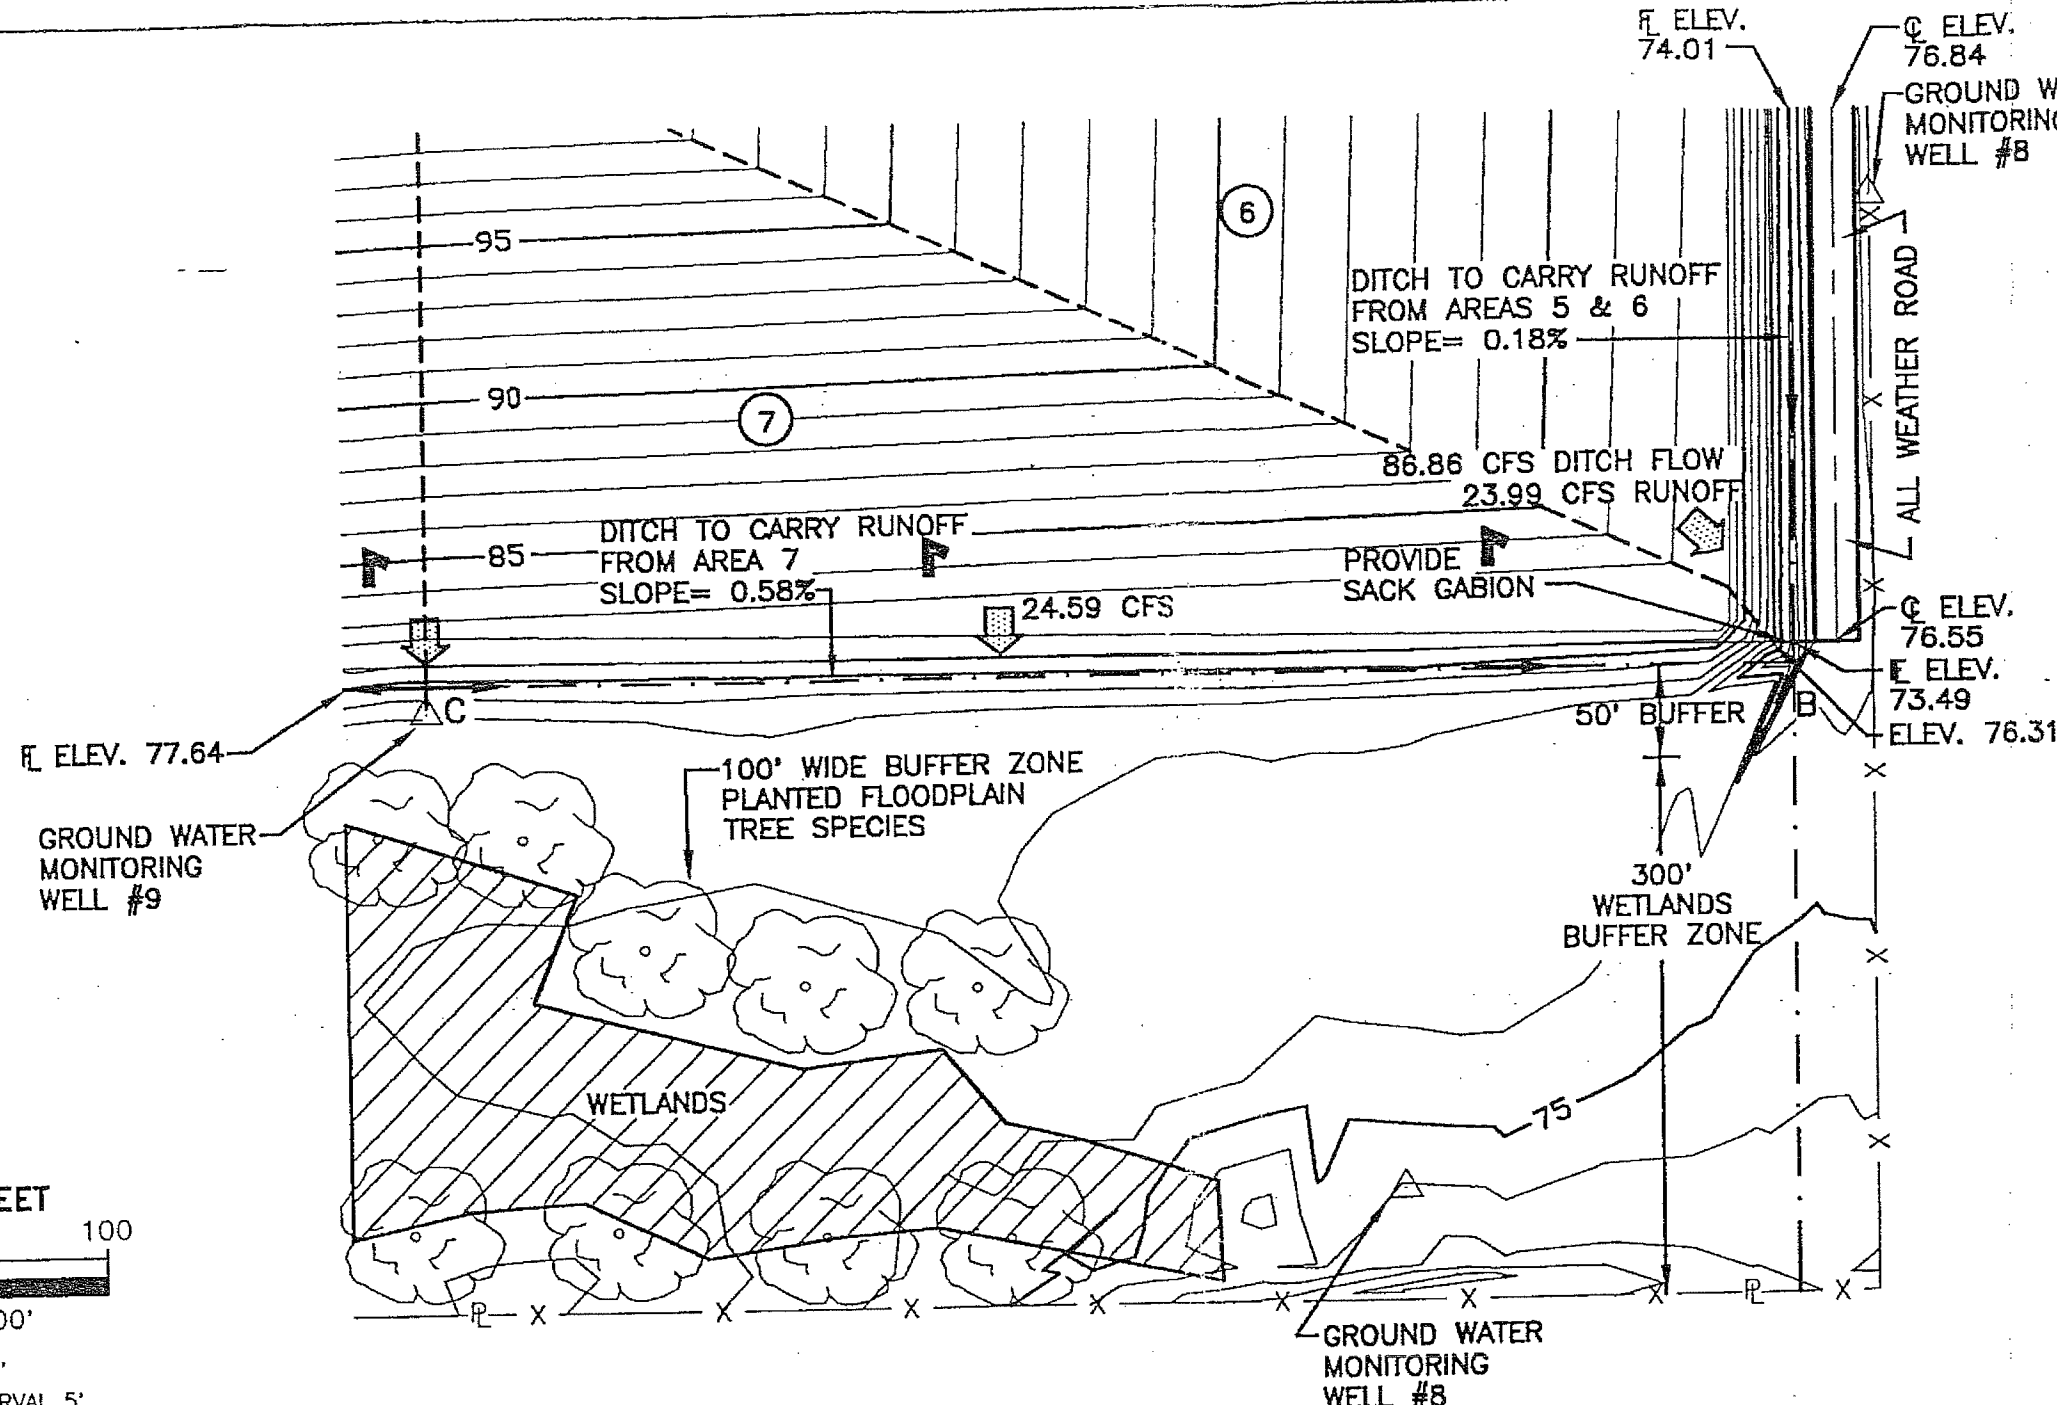 ℄ ELEV.
76.84
FL ELEV.
74.01
GROUND W
MONITORING
WELL #8
95
6
DITCH TO CARRY RUNOFF
FROM AREAS 5 & 6
SLOPE= 0.18%
ALL WEATHER ROAD
90
7
86.86 CFS DITCH FLOW
23.99 CFS RUNOFF
DITCH TO CARRY RUNOFF
FROM AREA 7
SLOPE= 0.58%
85
PROVIDE
SACK GABION
24.59 CFS
℄ ELEV.
76.55
FL ELEV.
73.49
ELEV. 76.31
B
C
50' BUFFER
FL ELEV. 77.64
100' WIDE BUFFER ZONE
PLANTED FLOODPLAIN
TREE SPECIES
GROUND WATER
MONITORING
WELL #9
300'
WETLANDS
BUFFER ZONE
WETLANDS
75
EET
100
00'
'
RVAL 5'
PL
X
X
X
X
X
X
X
PL
X
X
X
X
X
X
X
X
GROUND WATER
MONITORING
WELL #8